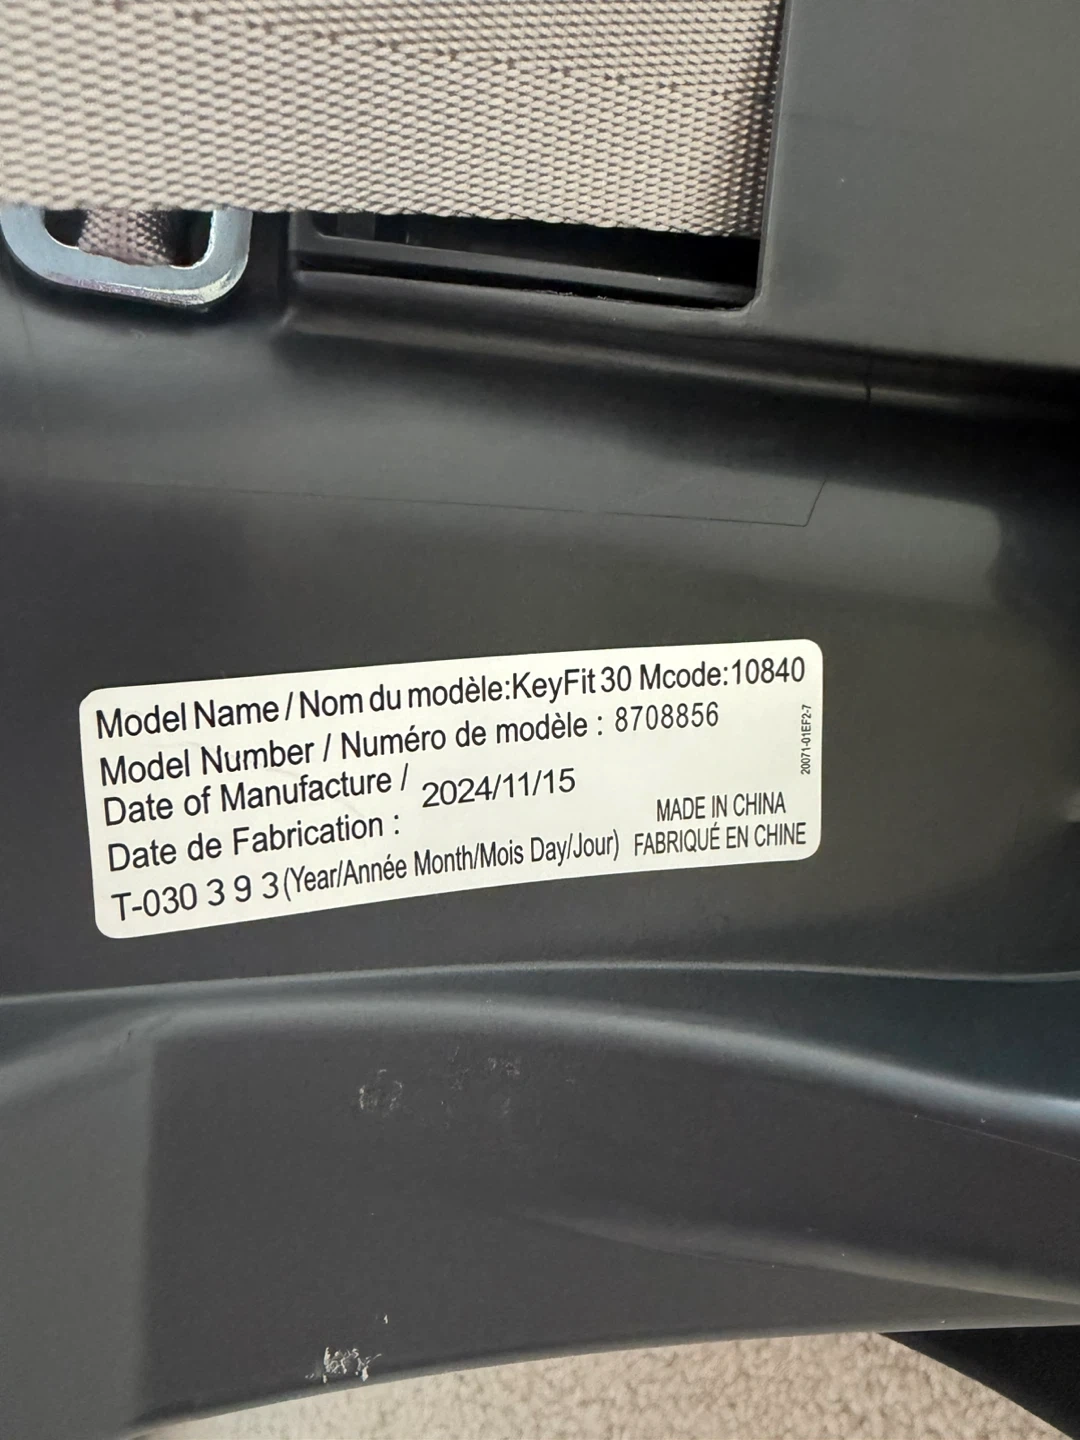 Model Name / Nom du modèle:KeyFit 30 Mcode:10840
Model Number / Numéro de modèle : 8708856
Date of Manufacture /
Date de Fabrication : 2024/11/15
T-030 3 9 3(Year/Année Month/Mois Day/Jour)
MADE IN CHINA
FABRIQUÉ EN CHINE
20071-01EF2-7